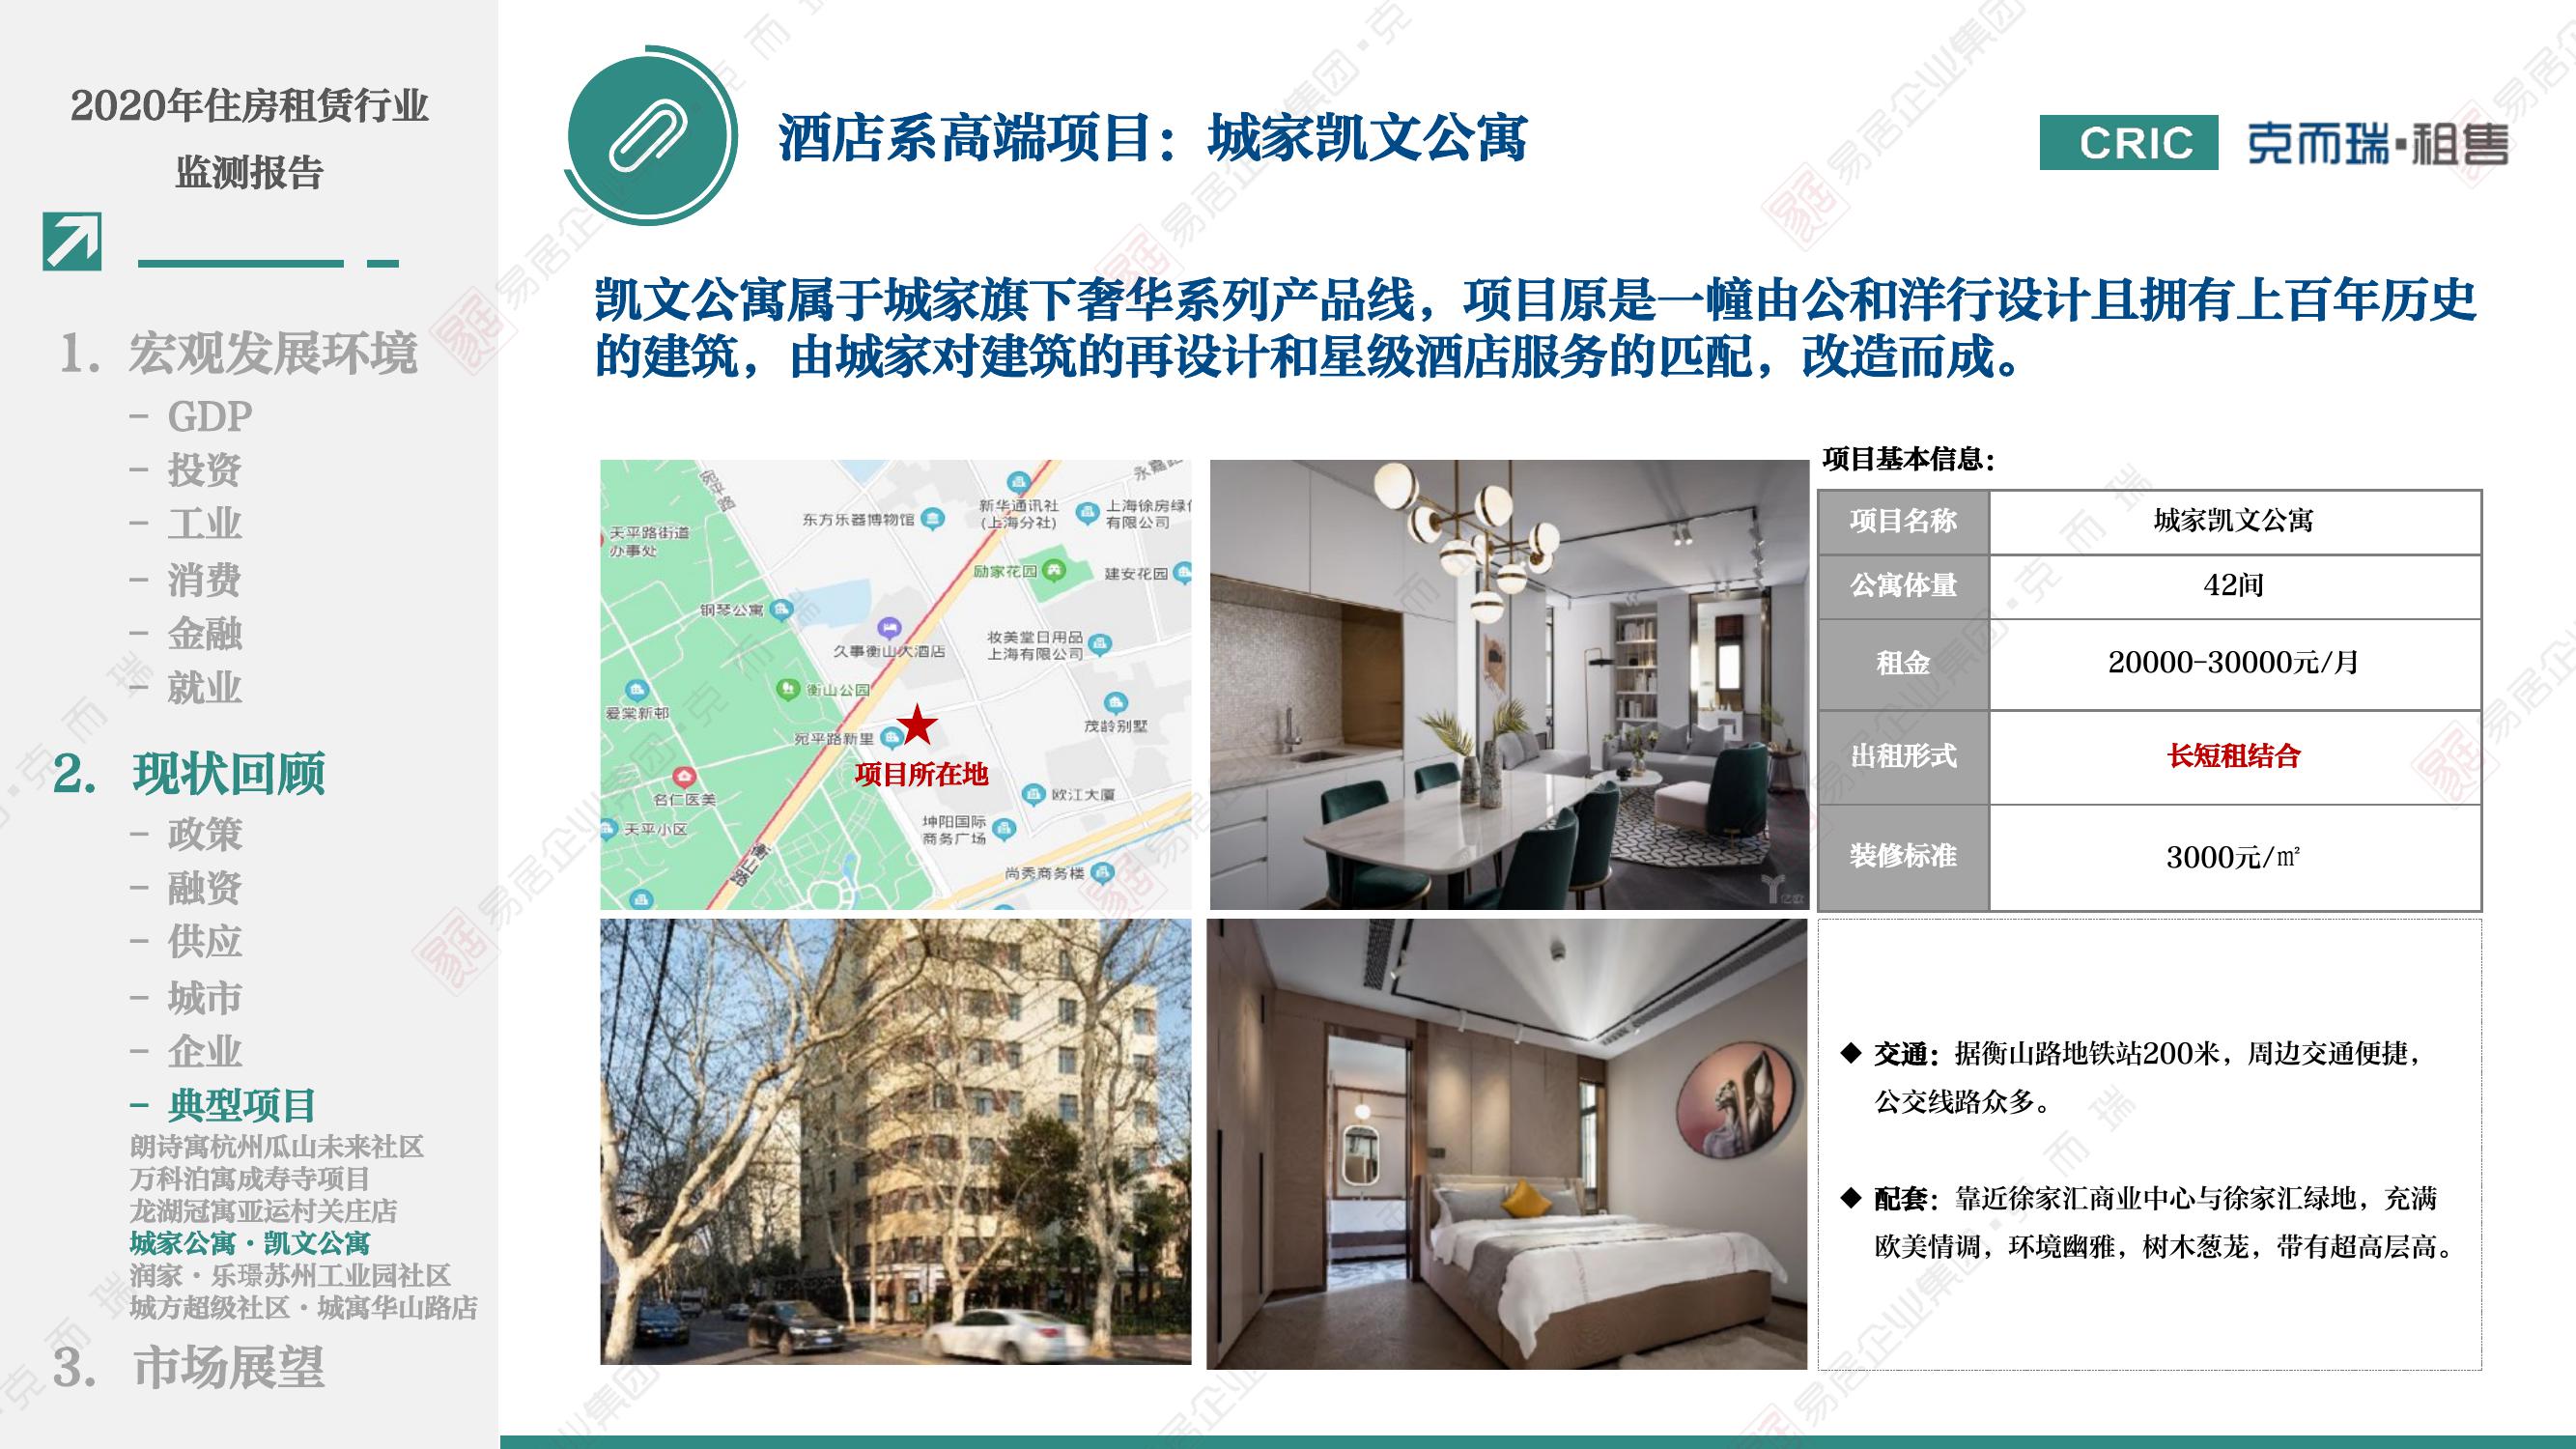 2020年住房租赁行业
监测报告
1. 宏观发展环境
– GDP
– 投资
– 工业
– 消费
– 金融
– 就业
2. 现状回顾
– 政策
– 融资
– 供应
– 城市
– 企业
– 典型项目
朗诗寓杭州瓜山未来社区
万科泊寓成寿寺项目
龙湖冠寓亚运村关庄店
城家公寓·凯文公寓
润家·乐璟苏州工业园社区
城方超级社区·城寓华山路店
3. 市场展望
酒店系高端项目：城家凯文公寓
CRIC 克而瑞·租售
凯文公寓属于城家旗下奢华系列产品线，项目原是一幢由公和洋行设计且拥有上百年历史
的建筑，由城家对建筑的再设计和星级酒店服务的匹配，改造而成。
宛平路
永嘉路
新华通讯社
(上海分社)
上海徐房绿
有限公司
东方乐器博物馆
天平路街道
办事处
励家花园
建安花园
钢琴公寓
妆美堂日用品
上海有限公司
久事衡山大酒店
衡山公园
爱棠新邨
茂龄别墅
宛平路新里
项目所在地
名仁医美
欧江大厦
天平小区
坤阳国际
商务广场
衡山路
尚秀商务楼
亿欧
项目基本信息：
项目名称 城家凯文公寓
公寓体量 42间
租金 20000-30000元/月
出租形式 长短租结合
装修标准 3000元/㎡
◆ 交通：据衡山路地铁站200米，周边交通便捷，
公交线路众多。
◆ 配套：靠近徐家汇商业中心与徐家汇绿地，充满
欧美情调，环境幽雅，树木葱茏，带有超高层高。
易居企业集团·克而瑞